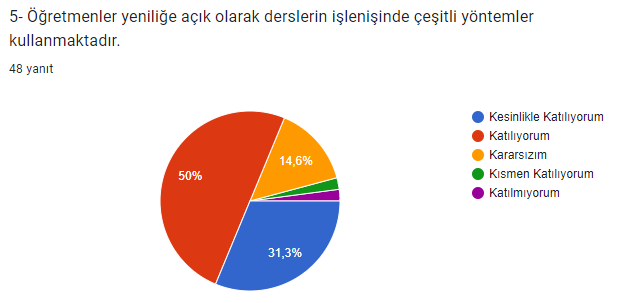 5- Öğretmenler yeniliğe açık olarak derslerin işlenişinde çeşitli yöntemler
kullanmaktadır.
48 yanıt
Kesinlikle Katılıyorum
Katılıyorum
Kararsızım
Kısmen Katılıyorum
Katılmıyorum
14,6%
50%
31,3%